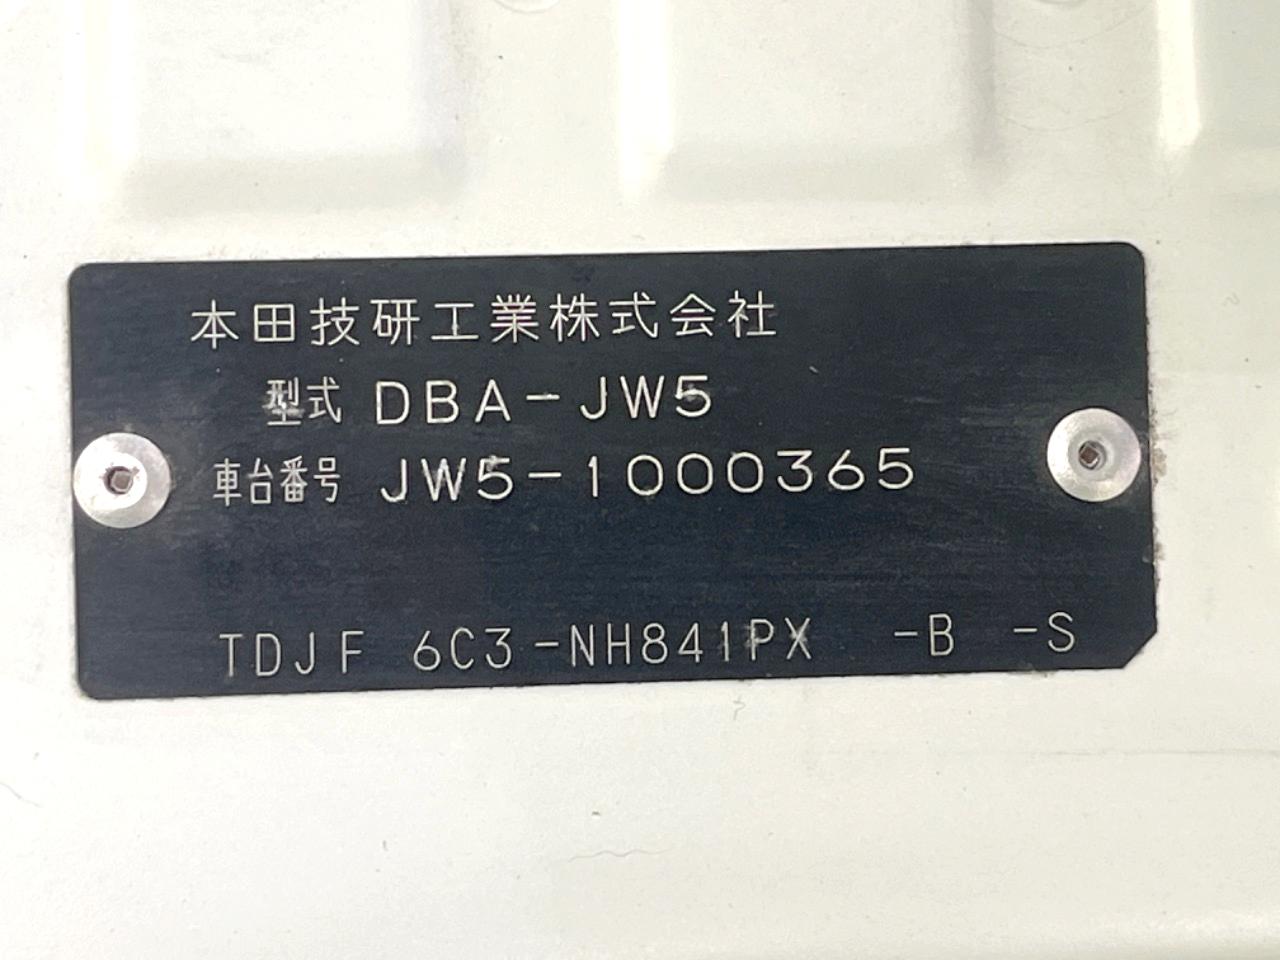 本田技研工業株式会社
型式 DBA-JW5
車台番号 JW5-1000365
TDJF 6C3-NH841PX -B -S